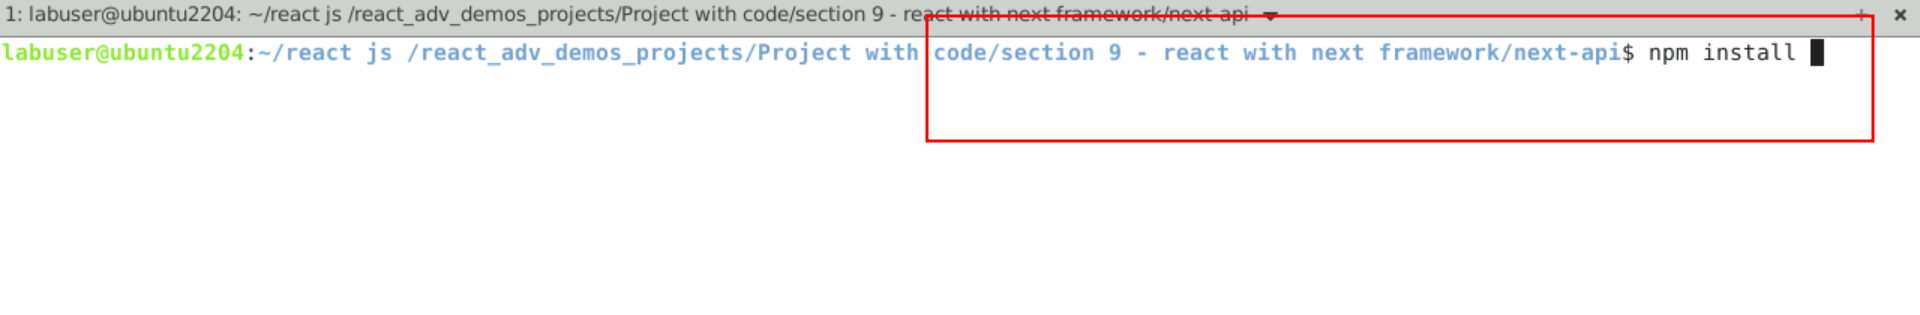 1: labuser@ubuntu2204: ~/react js /react_adv_demos_projects/Project with code/section 9 - react with next framework/next-api
labuser@ubuntu2204:~/react js /react_adv_demos_projects/Project with code/section 9 - react with next framework/next-api$ npm install